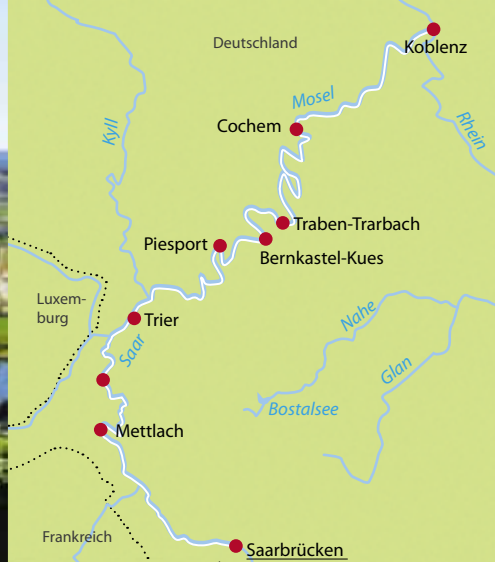 Deutschland
Koblenz
Mosel
Cochem
Kyll
Rhein
Traben-Trarbach
Piesport
Bernkastel-Kues
Luxem-
burg
Trier
Saar
Nahe
Glan
Bostalsee
Mettlach
Frankreich
Saarbrücken